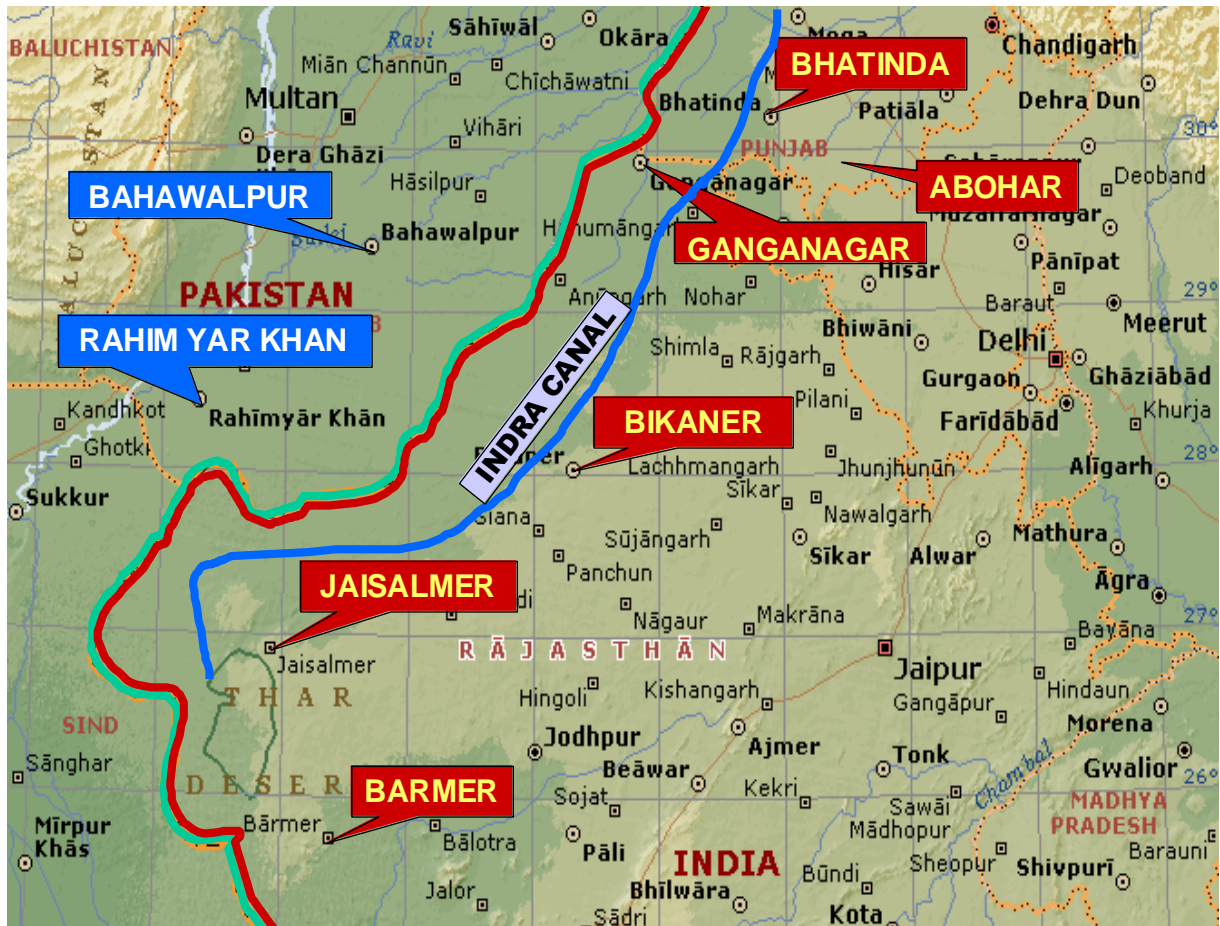 BALUCHISTAN
Ravi
Sāhīwāl
Okāra
Moga
Chandigarh
Miān Channūn
Chīchāwatni
BHATINDA
Multan
Bhatinda
Patiāla
Dehra Dun
Vihāri
30°
Dera Ghāzi
PUNJAB
Hāsilpur
Ganganagar
ABOHAR
Deoband
BAHAWALPUR
Muzaffarnagar
Bahawalpur
Hanumāngarh
GANGANAGAR
Pānīpat
Hisār
PAKISTAN
Anūpgarh
Nohar
Baraut
29°
Meerut
RAHIM YAR KHAN
INDRA CANAL
Bhiwāni
Delhi
Shimla
Rājgarh
Gurgaon
Ghāziābād
Kandhkot
Rahīmyār Khān
Pilani
Farīdābād
Khurja
BIKANER
Ghotki
Lachhmangarh
Jhunjhunūn
Alīgarh
28°
Sukkur
Sīkar
Nawalgarh
Siana
Sūjāngarh
Sīkar
Alwar
Mathura
Panchun
JAISALMER
Āgra
Nāgaur
Makrāna
27°
Bayāna
RĀJASTHĀN
Jaisalmer
Jaipur
THAR
Hingoli
Kishangarh
Gangāpur
Hindaun
SIND
Morena
Jodhpur
Ajmer
Tonk
Sānghar
Beāwar
Chambal
Gwalior
DESER
BARMER
Sojat
Kekri
26°
Sawāi
Mādhopur
MADHYA
PRADESH
Mīrpur
Khās
Bārmer
Bālotra
Pāli
INDIA
Sheopur
Shivpurī
Barauni
Jalor
Bhīlwāra
Būndi
Sādri
Kota